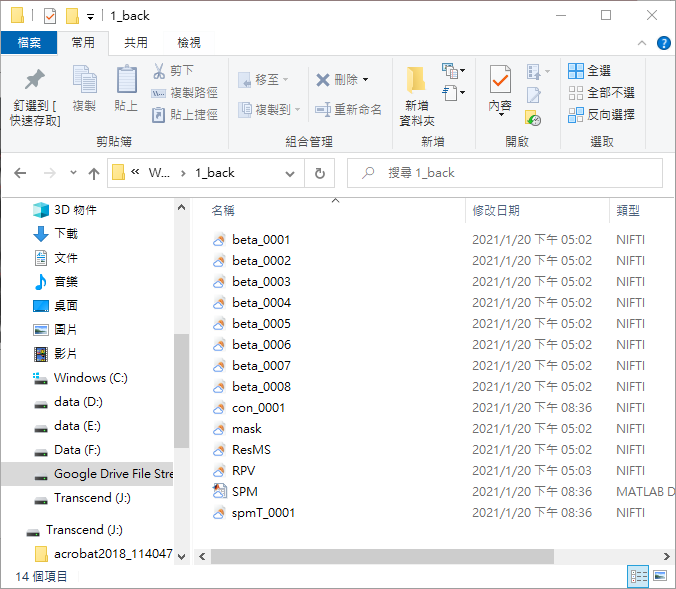 1_back
檔案
常用
共用
檢視
釘選到 [
快速存取]
複製
貼上
剪下
複製路徑
貼上捷徑
剪貼簿
移至
複製到
刪除
重新命名
組合管理
新增
資料夾
新增
內容
開啟
全選
全部不選
反向選擇
選取
« W... › 1_back
搜尋 1_back
3D 物件
下載
文件
音樂
桌面
圖片
影片
Windows (C:)
data (D:)
data (E:)
Data (F:)
Google Drive File Stre
Transcend (J:)
Transcend (J:)
acrobat2018_114047
名稱 修改日期 類型
beta_0001 2021/1/20 下午 05:02 NIFTI
beta_0002 2021/1/20 下午 05:02 NIFTI
beta_0003 2021/1/20 下午 05:02 NIFTI
beta_0004 2021/1/20 下午 05:02 NIFTI
beta_0005 2021/1/20 下午 05:02 NIFTI
beta_0006 2021/1/20 下午 05:02 NIFTI
beta_0007 2021/1/20 下午 05:02 NIFTI
beta_0008 2021/1/20 下午 05:02 NIFTI
con_0001 2021/1/20 下午 08:36 NIFTI
mask 2021/1/20 下午 05:02 NIFTI
ResMS 2021/1/20 下午 05:02 NIFTI
RPV 2021/1/20 下午 05:03 NIFTI
SPM 2021/1/20 下午 08:36 MATLAB D
spmT_0001 2021/1/20 下午 08:36 NIFTI
14 個項目